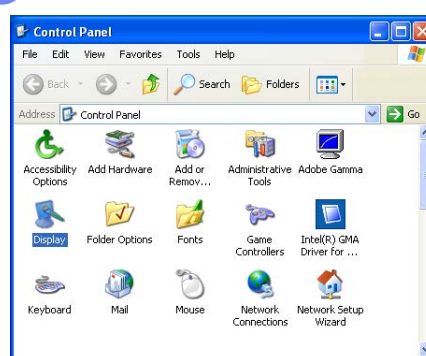 Control Panel
File Edit View Favorites Tools Help
Back Search Folders
Address Control Panel Go
Accessibility Options
Add Hardware
Add or Remov...
Administrative Tools
Adobe Gamma
Display
Folder Options
Fonts
Game Controllers
Intel(R) GMA Driver for ...
Keyboard
Mail
Mouse
Network Connections
Network Setup Wizard